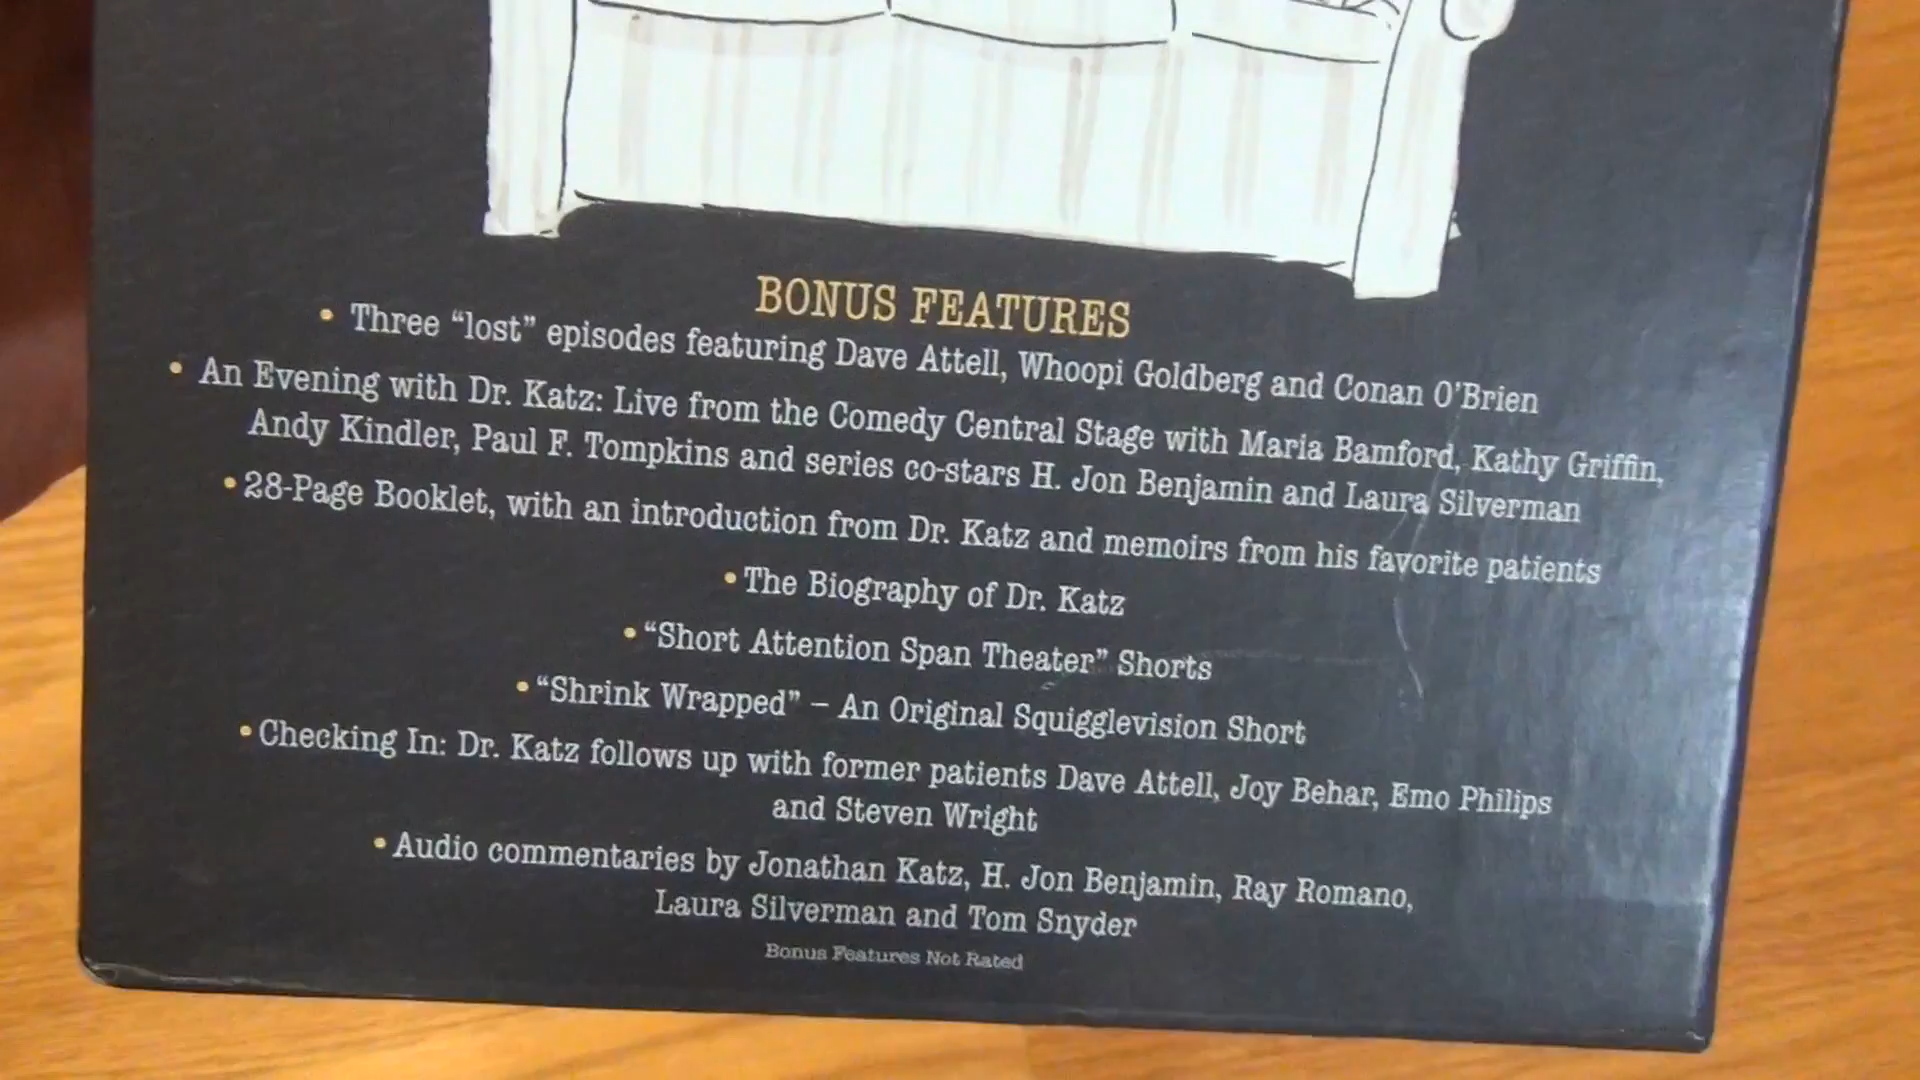 BONUS FEATURES
• Three “lost” episodes featuring Dave Attell, Whoopi Goldberg and Conan O’Brien
• An Evening with Dr. Katz: Live from the Comedy Central Stage with Maria Bamford, Kathy Griffin,
Andy Kindler, Paul F. Tompkins and series co-stars H. Jon Benjamin and Laura Silverman
• 28-Page Booklet, with an introduction from Dr. Katz and memoirs from his favorite patients
• The Biography of Dr. Katz
• “Short Attention Span Theater” Shorts
• “Shrink Wrapped” – An Original Squigglevision Short
• Checking In: Dr. Katz follows up with former patients Dave Attell, Joy Behar, Emo Philips
and Steven Wright
• Audio commentaries by Jonathan Katz, H. Jon Benjamin, Ray Romano,
Laura Silverman and Tom Snyder
Bonus Features Not Rated